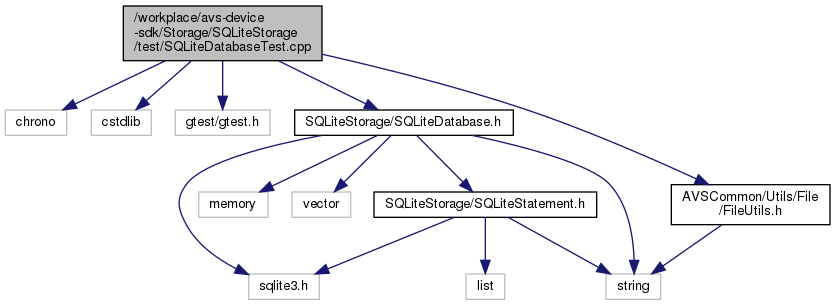 /workplace/avs-device
-sdk/Storage/SQLiteStorage
/test/SQLiteDatabaseTest.cpp
chrono
cstdlib
gtest/gtest.h
SQLiteStorage/SQLiteDatabase.h
memory
vector
SQLiteStorage/SQLiteStatement.h
AVSCommon/Utils/File
/FileUtils.h
sqlite3.h
list
string